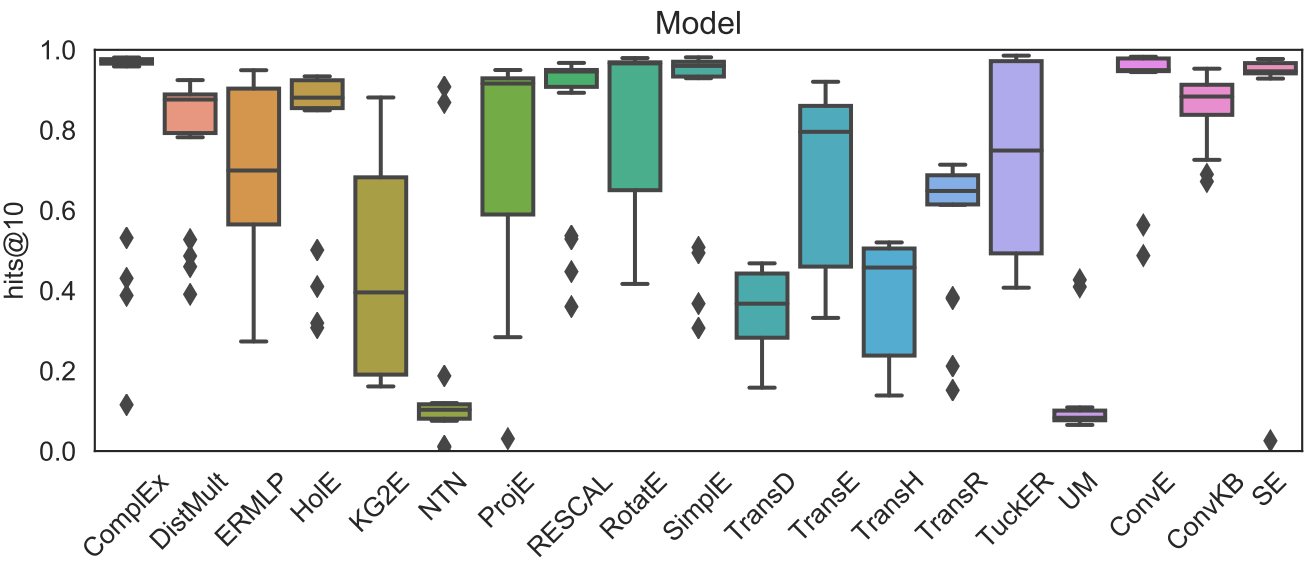 Model
hits@10
1.0
0.8
0.6
0.4
0.2
0.0
ComplEx
DistMult
ERMLP
HolE
KG2E
NTN
ProjE
RESCAL
RotatE
SimplE
TransD
TransE
TransH
TransR
TuckER
UM
ConvE
ConvKB
SE